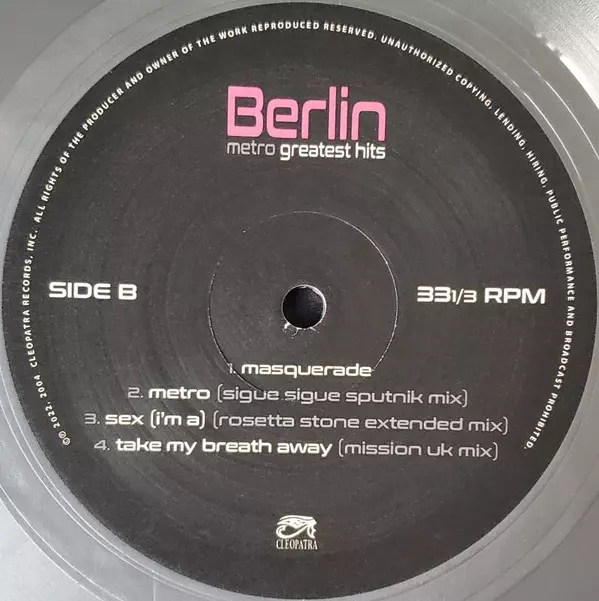 ℗© 2022, 2004 CLEOPATRA RECORDS, INC. ALL RIGHTS OF THE PRODUCER AND OWNER OF THE WORK REPRODUCED RESERVED. UNAUTHORIZED COPYING, LENDING, HIRING, PUBLIC PERFORMANCE AND BROADCAST PROHIBITED.
Berlin
metro greatest hits
SIDE B
33 1/3 RPM
1. masquerade
2. metro (sigue sigue sputnik mix)
3. sex (i'm a) (rosetta stone extended mix)
4. take my breath away (mission uk mix)
CLEOPATRA